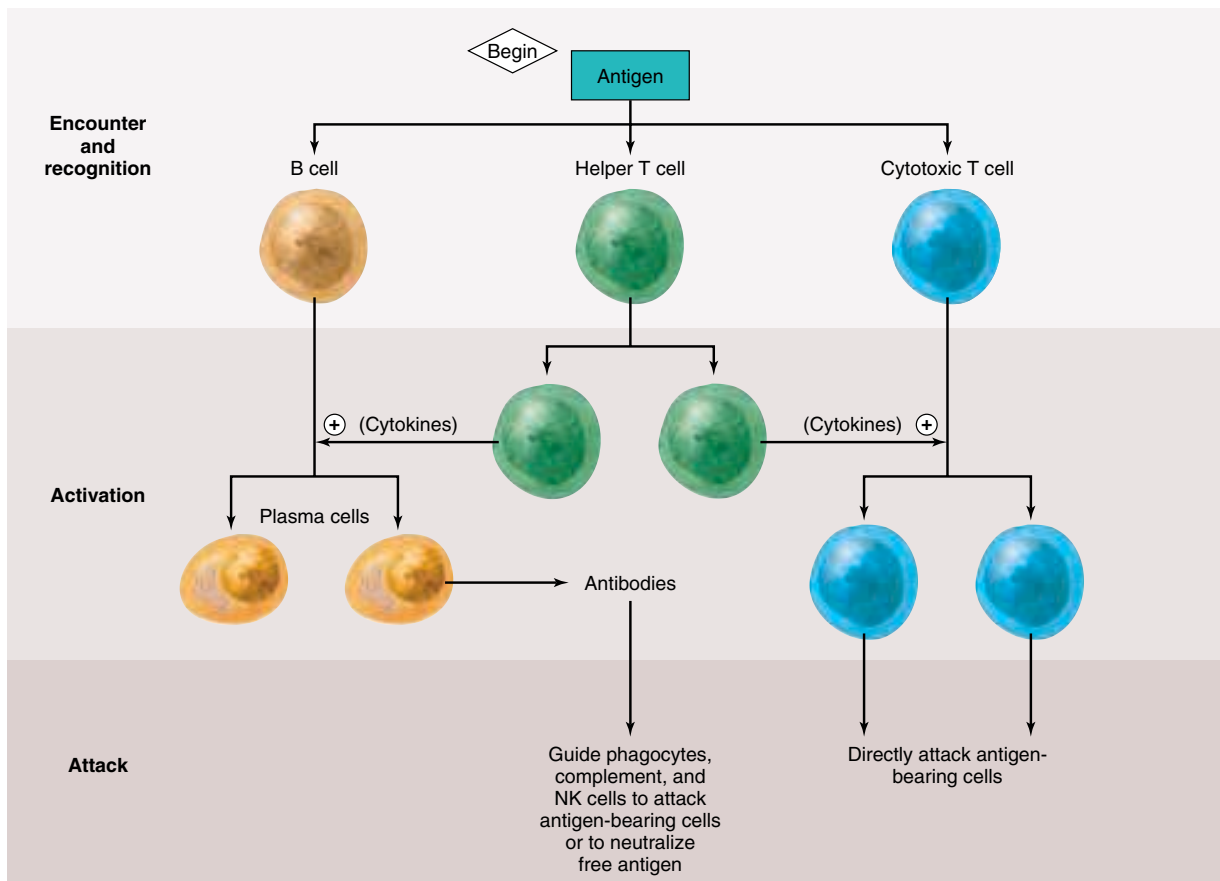 Begin
Antigen
Encounter
and
recognition
B cell
Helper T cell
Cytotoxic T cell
+ (Cytokines)
(Cytokines) +
Activation
Plasma cells
Antibodies
Attack
Guide phagocytes,
complement, and
NK cells to attack
antigen-bearing cells
or to neutralize
free antigen
Directly attack antigen-
bearing cells